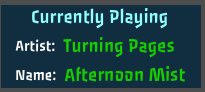 Currently Playing
Artist: Turning Pages
Name: Afternoon Mist